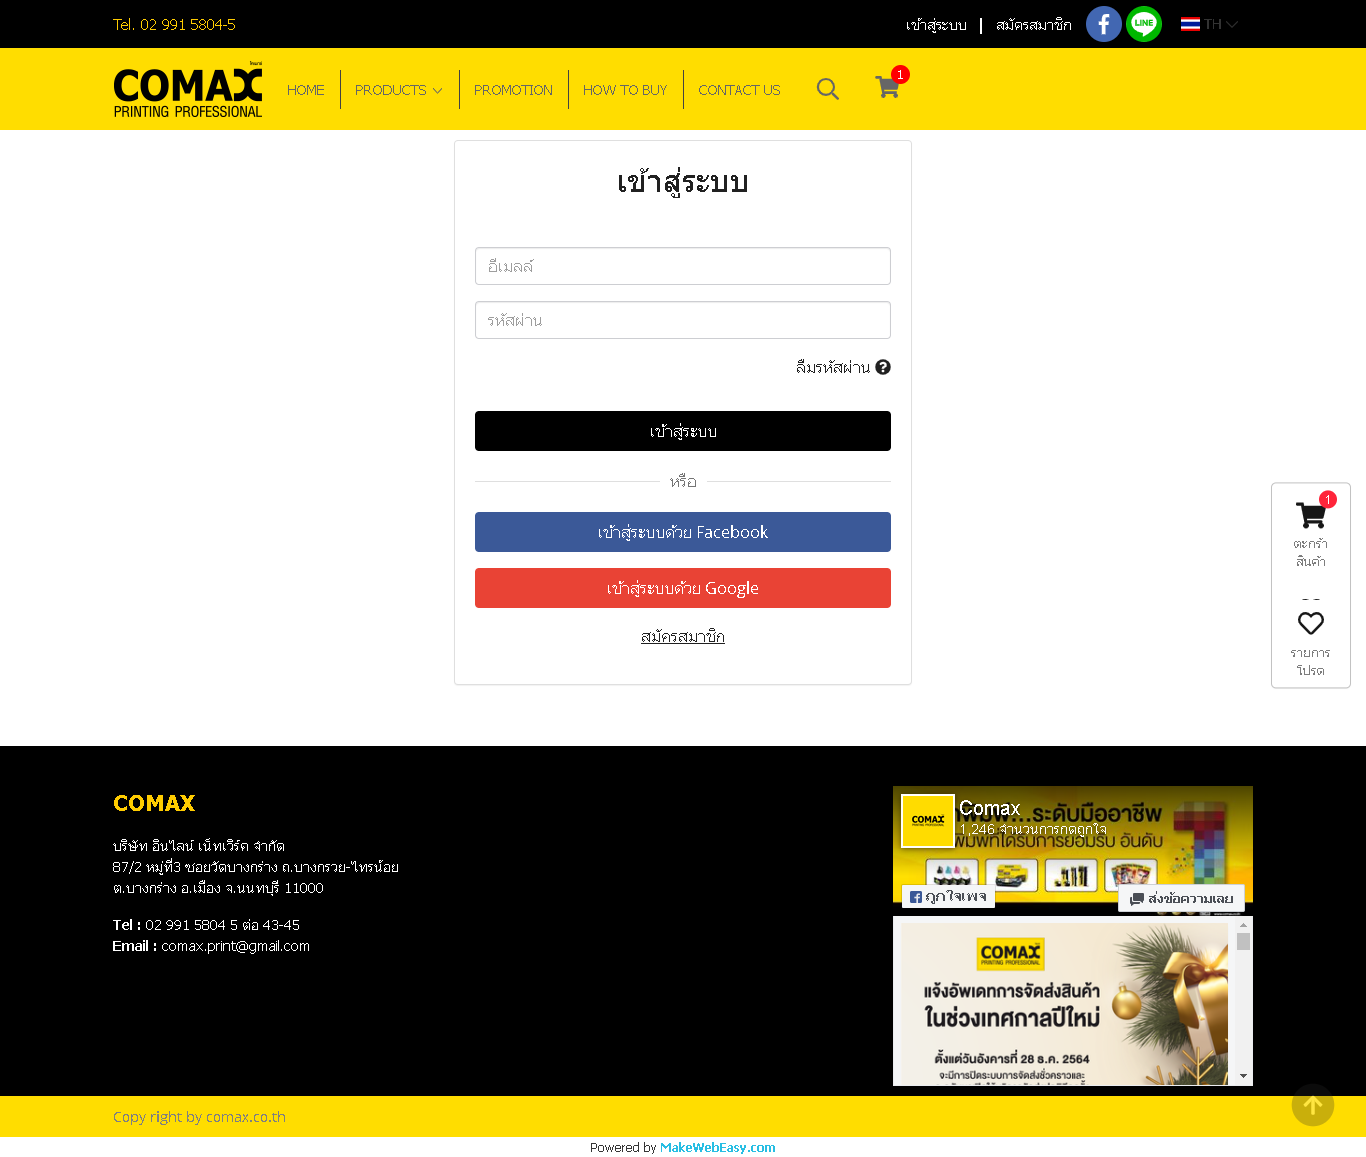 Tel. 02 991 5804-5
เข้าสู่ระบบ | สมัครสมาชิก
LINE
TH
โคแมกซ์
COMAX
PRINTING PROFESSIONAL
HOME
PRODUCTS
PROMOTION
HOW TO BUY
CONTACT US
1
เข้าสู่ระบบ
อีเมลล์
รหัสผ่าน
ลืมรหัสผ่าน
เข้าสู่ระบบ
หรือ
เข้าสู่ระบบด้วย Facebook
เข้าสู่ระบบด้วย Google
สมัครสมาชิก
1
ตะกร้า
สินค้า
รายการ
โปรด
COMAX
บริษัท อินไลน์ เน็ทเวิร์ค จำกัด
87/2 หมู่ที่3 ซอยวัดบางกร่าง ถ.บางกรวย-ไทรน้อย
ต.บางกร่าง อ.เมือง จ.นนทบุรี 11000
Tel : 02 991 5804 5 ต่อ 43-45
Email : comax.print@gmail.com
COMAX
Comax
ระดับมืออาชีพ
1,246 จำนวนการกดถูกใจ
พิมพ์ที่ได้รับการยอมรับ อันดับ
ถูกใจเพจ
ส่งข้อความเลย
COMAX
PRINTING PROFESSIONAL
แจ้งอัพเดทการจัดส่งสินค้า
ในช่วงเทศกาลปีใหม่
ตั้งแต่วันอังคารที่ 28 ธ.ค. 2564
จะมีการปิดระบบการจัดส่งชั่วคราวและ
Copy right by comax.co.th
Powered by MakeWebEasy.com